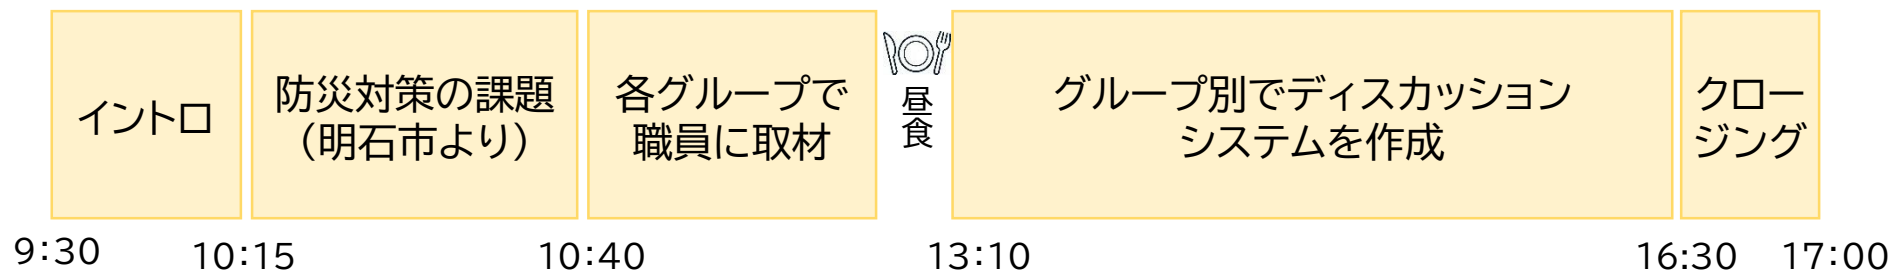 イントロ
防災対策の課題
（明石市より）
各グループで
職員に取材
昼食
グループ別でディスカッション
システムを作成
クロー
ジング
9:30
10:15
10:40
13:10
16:30
17:00